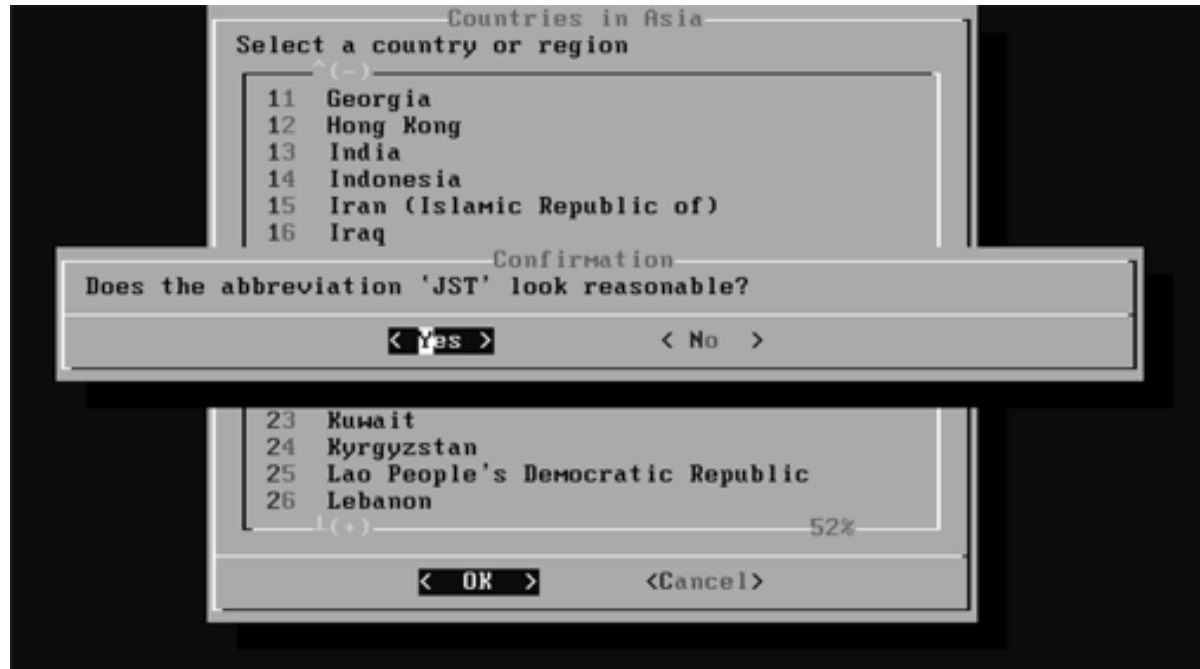 Countries in Asia
Select a country or region
^(-)
11 Georgia
12 Hong Kong
13 India
14 Indonesia
15 Iran (Islamic Republic of)
16 Iraq
Confirmation
Does the abbreviation 'JST' look reasonable?
< Yes > < No >
23 Kuwait
24 Kyrgyzstan
25 Lao People's Democratic Republic
26 Lebanon
┴(+) 52%
< OK > <Cancel>